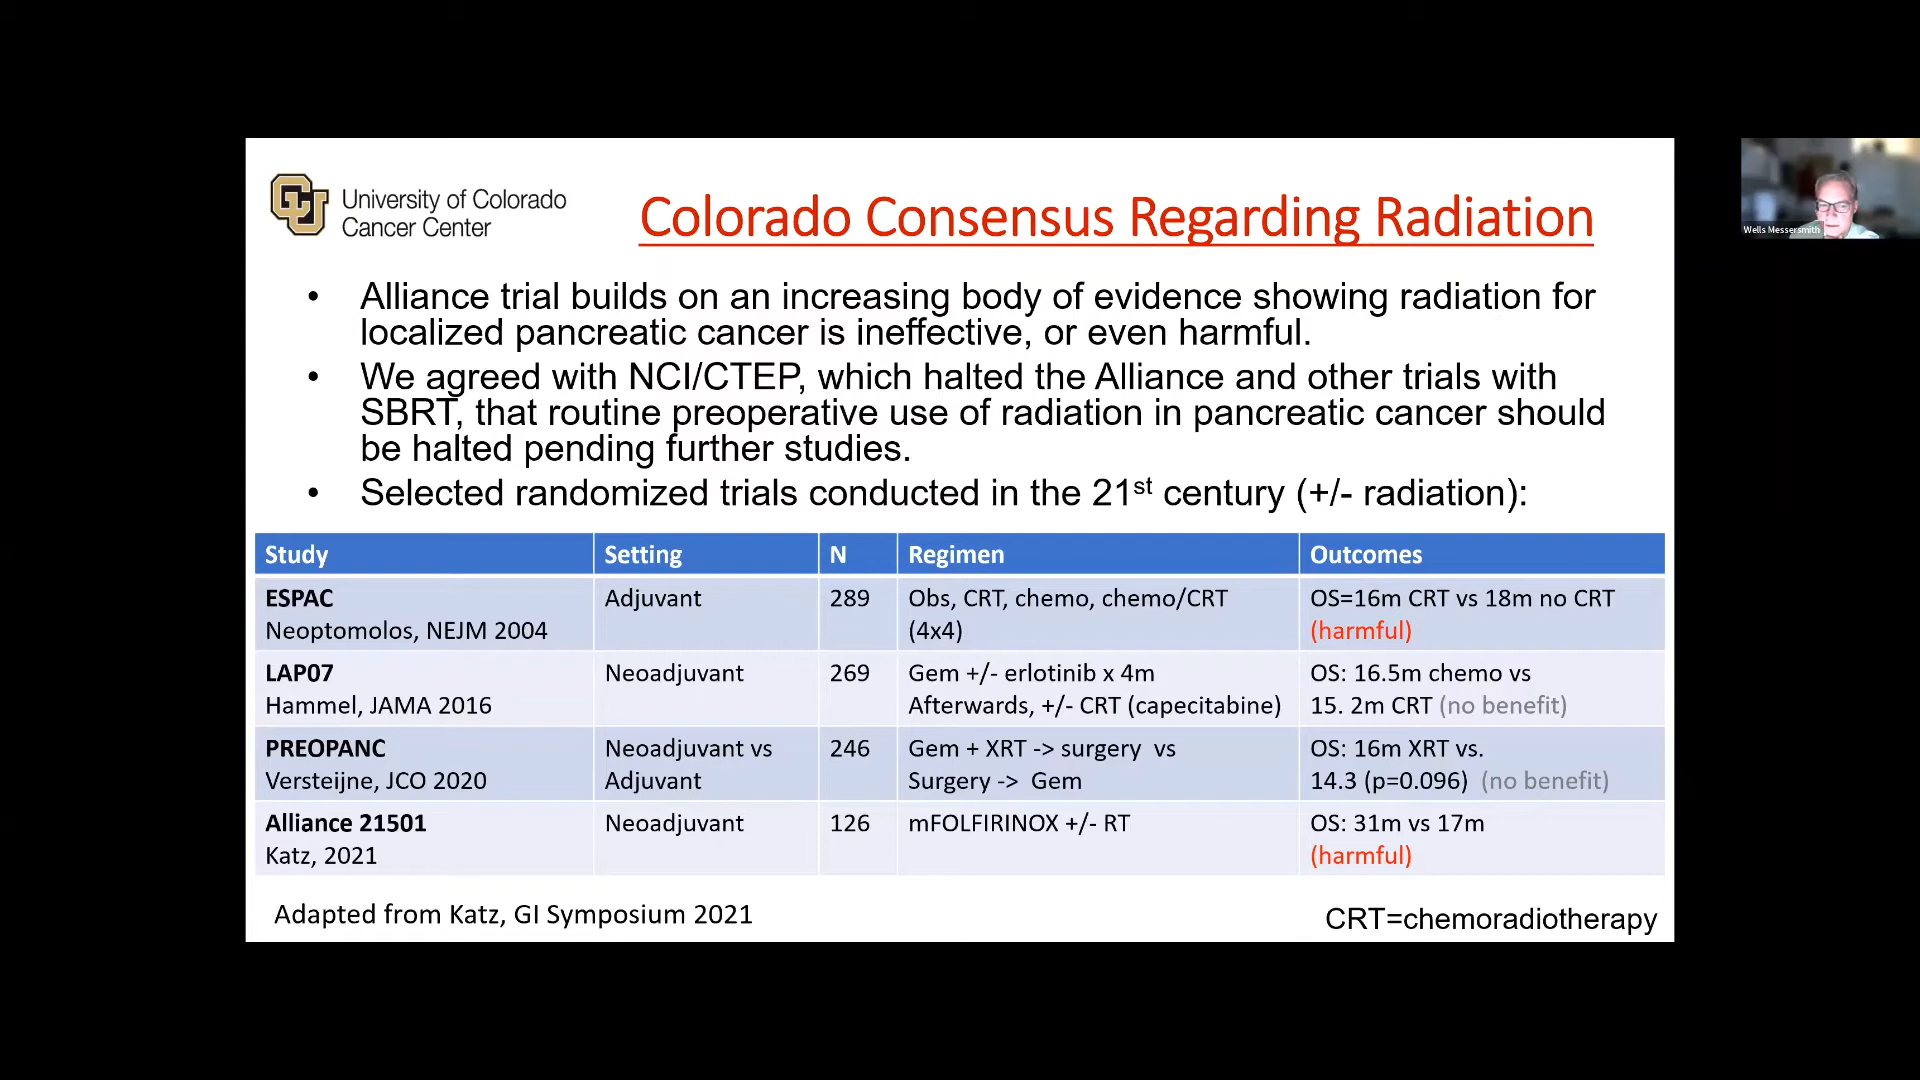 CU
University of Colorado
Cancer Center
Colorado Consensus Regarding Radiation
Wells Messersmith
• Alliance trial builds on an increasing body of evidence showing radiation for
localized pancreatic cancer is ineffective, or even harmful.
• We agreed with NCI/CTEP, which halted the Alliance and other trials with
SBRT, that routine preoperative use of radiation in pancreatic cancer should
be halted pending further studies.
• Selected randomized trials conducted in the 21st century (+/- radiation):
Study Setting N Regimen Outcomes
ESPAC Adjuvant 289 Obs, CRT, chemo, chemo/CRT OS=16m CRT vs 18m no CRT
Neoptomolos, NEJM 2004 (4x4) (harmful)
LAP07 Neoadjuvant 269 Gem +/- erlotinib x 4m OS: 16.5m chemo vs
Hammel, JAMA 2016 Afterwards, +/- CRT (capecitabine) 15. 2m CRT (no benefit)
PREOPANC Neoadjuvant vs 246 Gem + XRT -> surgery vs OS: 16m XRT vs.
Versteijne, JCO 2020 Adjuvant Surgery -> Gem 14.3 (p=0.096) (no benefit)
Alliance 21501 Neoadjuvant 126 mFOLFIRINOX +/- RT OS: 31m vs 17m
Katz, 2021 (harmful)
Adapted from Katz, GI Symposium 2021
CRT=chemoradiotherapy